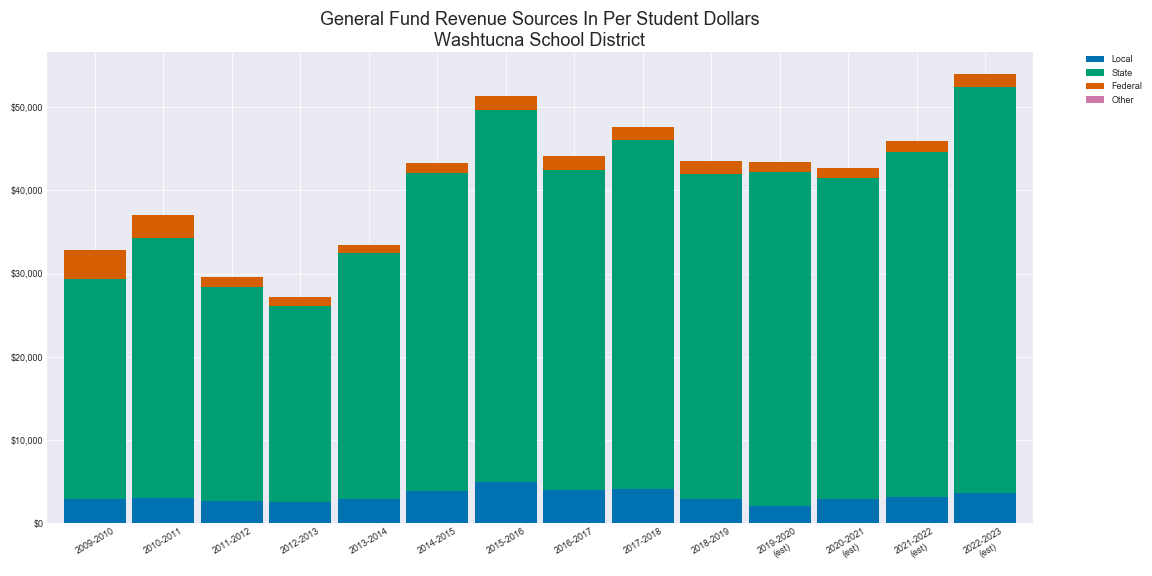 General Fund Revenue Sources In Per Student Dollars
Washtucna School District
Local
State
Federal
Other
$50,000
$40,000
$30,000
$20,000
$10,000
$0
2009-2010
2010-2011
2011-2012
2012-2013
2013-2014
2014-2015
2015-2016
2016-2017
2017-2018
2018-2019
2019-2020
(est)
2020-2021
(est)
2021-2022
(est)
2022-2023
(est)